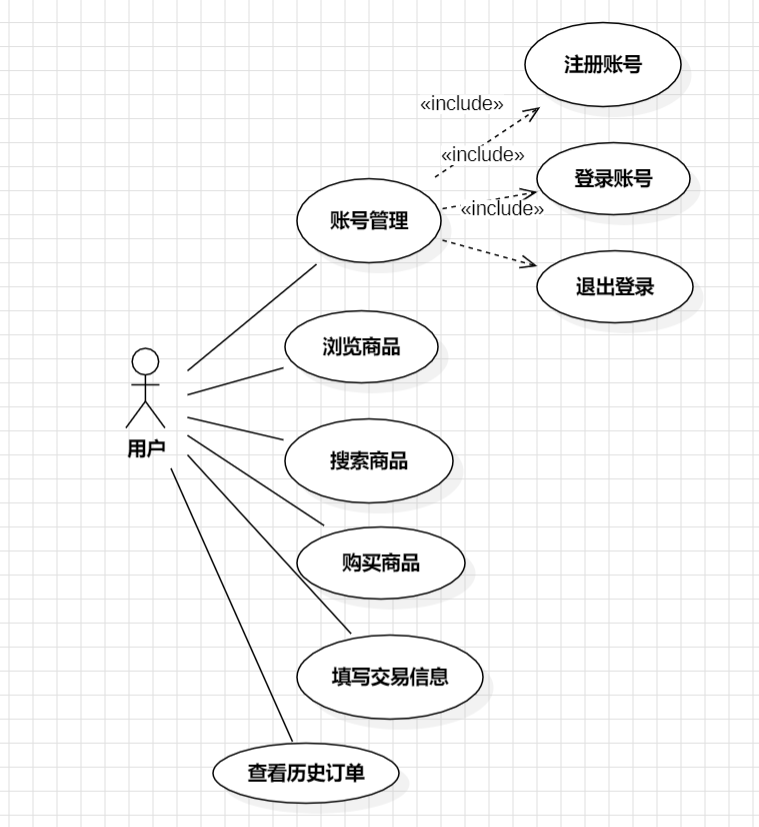 注册账号
«include»
«include»
登录账号
«include»
账号管理
退出登录
浏览商品
用户
搜索商品
购买商品
填写交易信息
查看历史订单